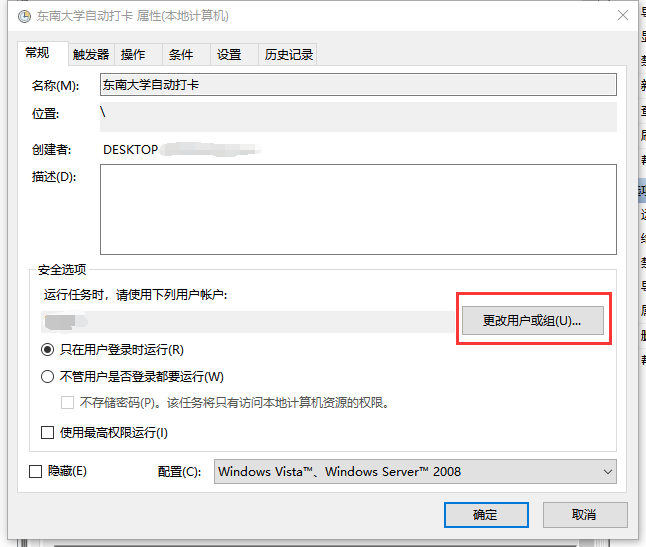 东南大学自动打卡 属性(本地计算机)
常规 触发器 操作 条件 设置 历史记录
名称(M): 东南大学自动打卡
位置: \
创建者: DESKTOP
描述(D):
安全选项
运行任务时，请使用下列用户帐户:
更改用户或组(U)...
只在用户登录时运行(R)
不管用户是否登录都要运行(W)
不存储密码(P)。该任务将只有访问本地计算机资源的权限。
使用最高权限运行(I)
隐藏(E) 配置(C): Windows Vista™、Windows Server™ 2008
确定 取消